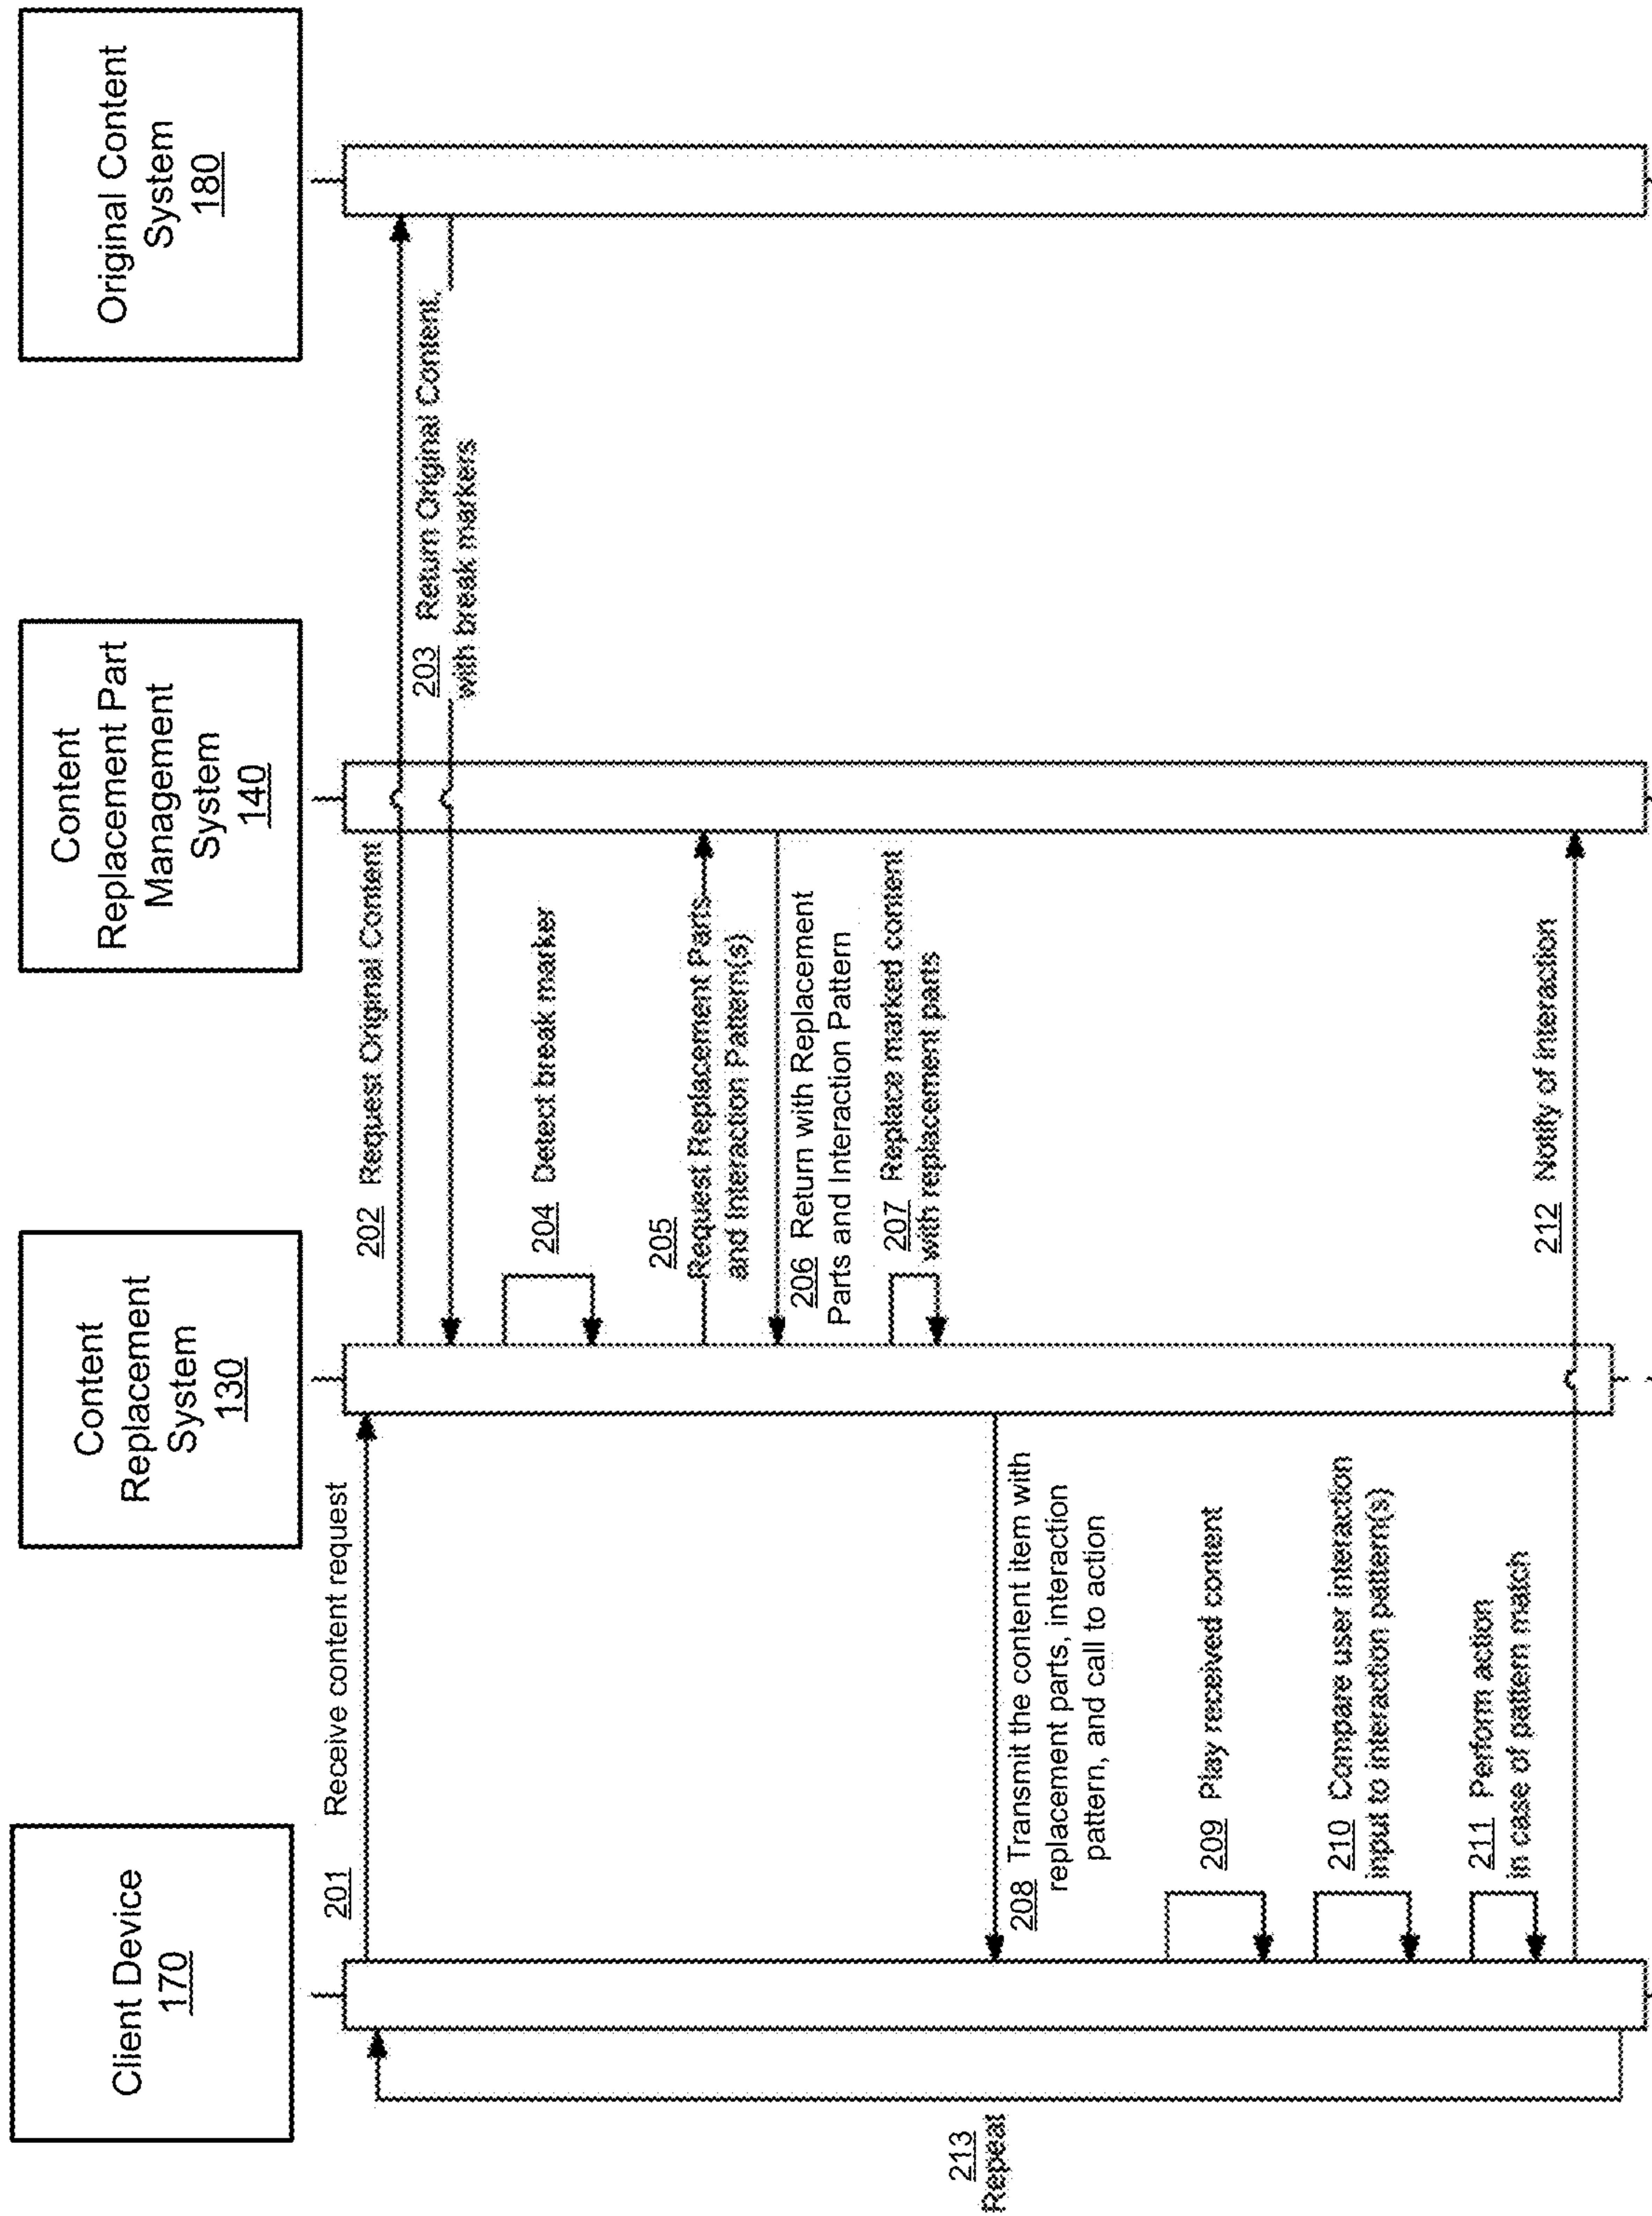 Client Device
170
Content
Replacement
System
130
Content
Replacement Part
Management
System
140
Original Content
System
180
201 Receive content request
202 Request Original Content
203 Return Original Content,
with break markers
204 Detect break marker
205
Request Replacement Parts
and Interaction Pattern(s)
206 Return with Replacement
Parts and Interaction Pattern
207 Replace marked content
with replacement parts
208 Transmit the content item with
replacement parts, interaction
pattern, and call to action
209 Play received content
210 Compare user interaction
input to interaction pattern(s)
211 Perform action
in case of pattern match
212 Notify of interaction
213
Repeat